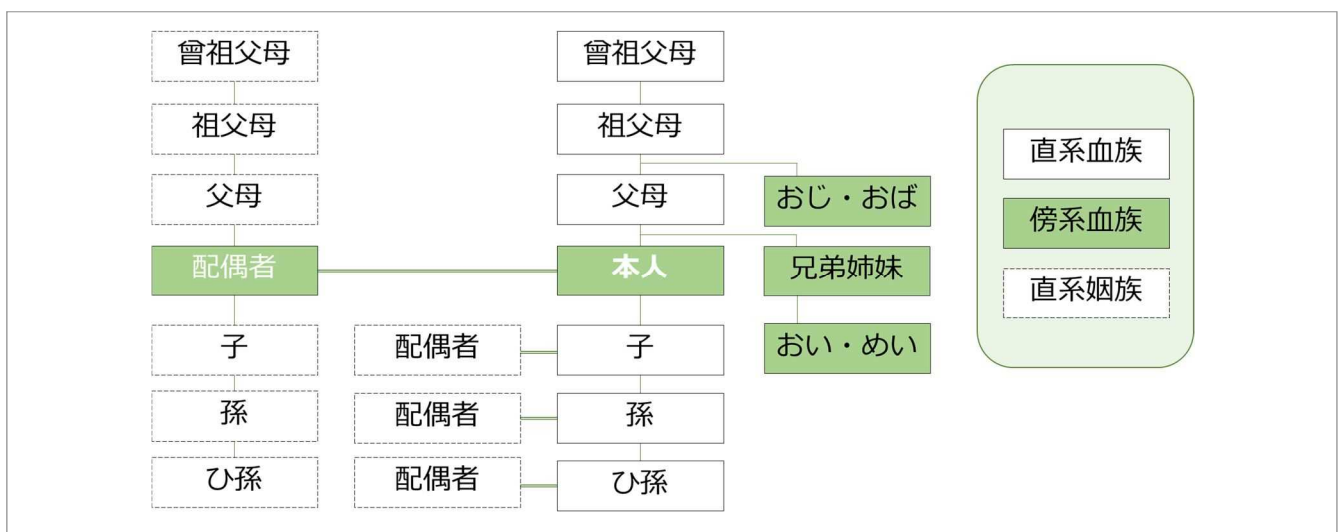 曾祖父母
曾祖父母
祖父母
祖父母
直系血族
父母
父母
おじ・おば
傍系血族
配偶者
本人
兄弟姉妹
直系姻族
子
配偶者
子
おい・めい
孫
配偶者
孫
ひ孫
配偶者
ひ孫